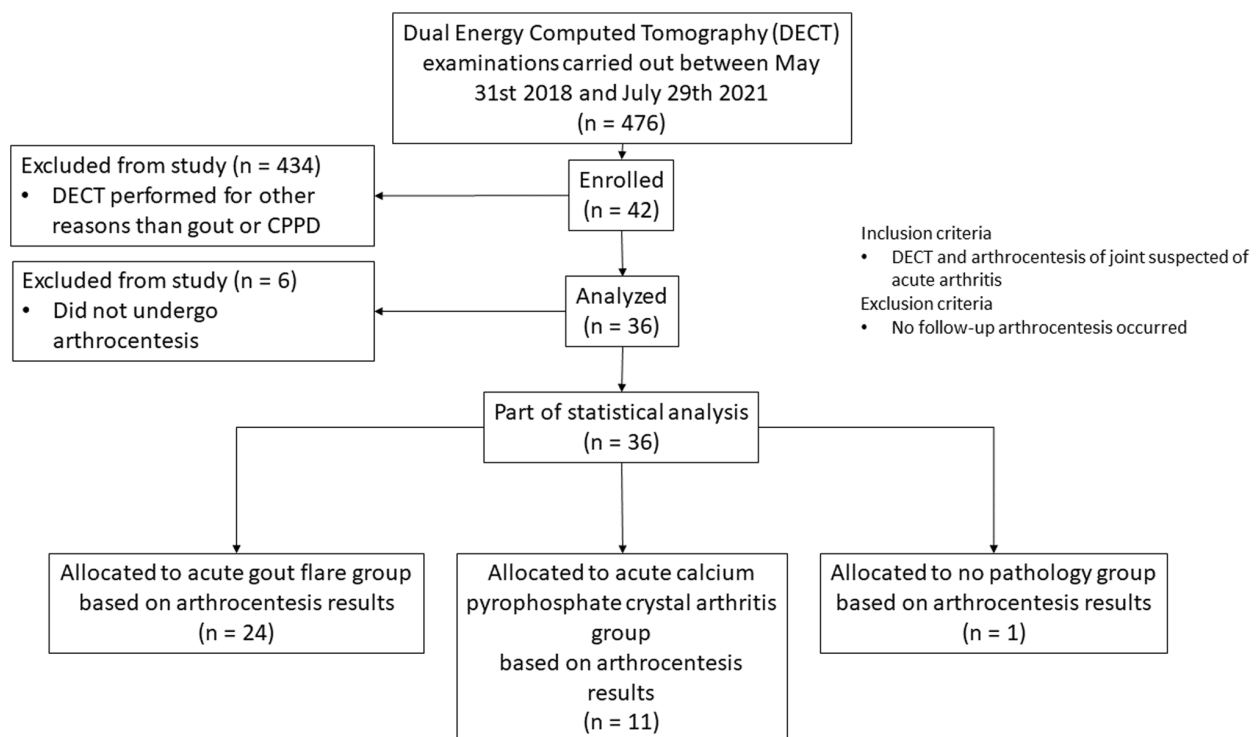 Dual Energy Computed Tomography (DECT)
examinations carried out between May
31st 2018 and July 29th 2021
(n = 476)
Excluded from study (n = 434)
• DECT performed for other
reasons than gout or CPPD
Enrolled
(n = 42)
Inclusion criteria
• DECT and arthrocentesis of joint suspected of
acute arthritis
Exclusion criteria
• No follow-up arthrocentesis occurred
Excluded from study (n = 6)
• Did not undergo
arthrocentesis
Analyzed
(n = 36)
Part of statistical analysis
(n = 36)
Allocated to acute gout flare group
based on arthrocentesis results
(n = 24)
Allocated to acute calcium
pyrophosphate crystal arthritis
group
based on arthrocentesis
results
(n = 11)
Allocated to no pathology group
based on arthrocentesis results
(n = 1)